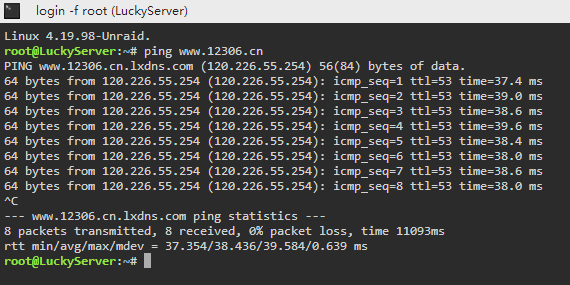 login -f root (LuckyServer)
Linux 4.19.98-Unraid.
root@LuckyServer:~# ping www.12306.cn
PING www.12306.cn.lxdns.com (120.226.55.254) 56(84) bytes of data.
64 bytes from 120.226.55.254 (120.226.55.254): icmp_seq=1 ttl=53 time=37.4 ms
64 bytes from 120.226.55.254 (120.226.55.254): icmp_seq=2 ttl=53 time=39.0 ms
64 bytes from 120.226.55.254 (120.226.55.254): icmp_seq=3 ttl=53 time=38.6 ms
64 bytes from 120.226.55.254 (120.226.55.254): icmp_seq=4 ttl=53 time=39.6 ms
64 bytes from 120.226.55.254 (120.226.55.254): icmp_seq=5 ttl=53 time=38.4 ms
64 bytes from 120.226.55.254 (120.226.55.254): icmp_seq=6 ttl=53 time=38.0 ms
64 bytes from 120.226.55.254 (120.226.55.254): icmp_seq=7 ttl=53 time=38.6 ms
64 bytes from 120.226.55.254 (120.226.55.254): icmp_seq=8 ttl=53 time=38.0 ms
^C
--- www.12306.cn.lxdns.com ping statistics ---
8 packets transmitted, 8 received, 0% packet loss, time 11093ms
rtt min/avg/max/mdev = 37.354/38.436/39.584/0.639 ms
root@LuckyServer:~#